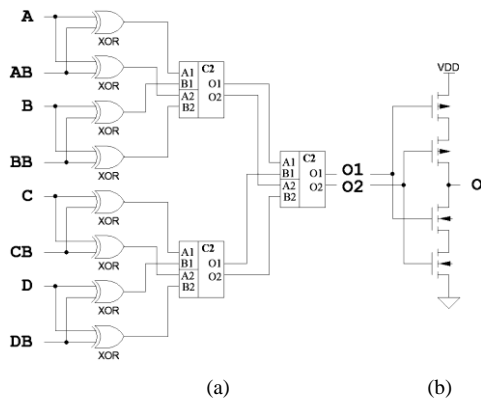 A
XOR
AB
XOR
B
XOR
BB
XOR
C
XOR
CB
XOR
D
XOR
DB
XOR
A1 C2 O1
B1 O2
A2
B2
A1 C2
B1 O1
A2 O2
B2
A1 C2
B1 O1
A2 O2
B2
O1
O2
VDD
O
(a) (b)